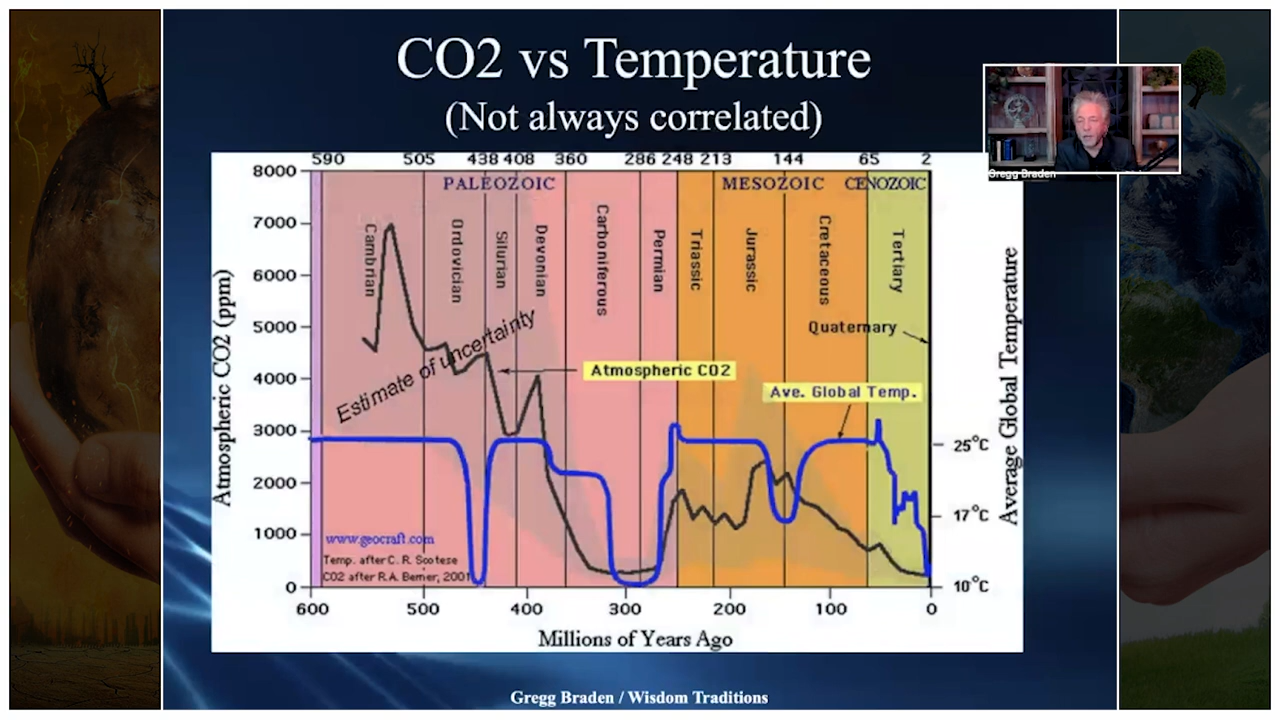 CO2 vs Temperature
(Not always correlated)
Gregg Braden
590 505 438 408 360 286 248 213 144 65 2
PALEOZOIC MESOZOIC CENOZOIC
Cambrian
Ordovician
Silurian
Devonian
Carboniferous
Permian
Triassic
Jurassic
Cretaceous
Tertiary
Quaternary
Atmospheric CO2 (ppm)
8000
7000
6000
5000
4000
3000
2000
1000
0
Estimate of uncertainty
Atmospheric CO2
Ave. Global Temp.
Average Global Temperature
25°C
17°C
10°C
www.geocraft.com
Temp. after C. R. Scotese
CO2 after R.A. Berner, 2001
600 500 400 300 200 100 0
Millions of Years Ago
Gregg Braden / Wisdom Traditions